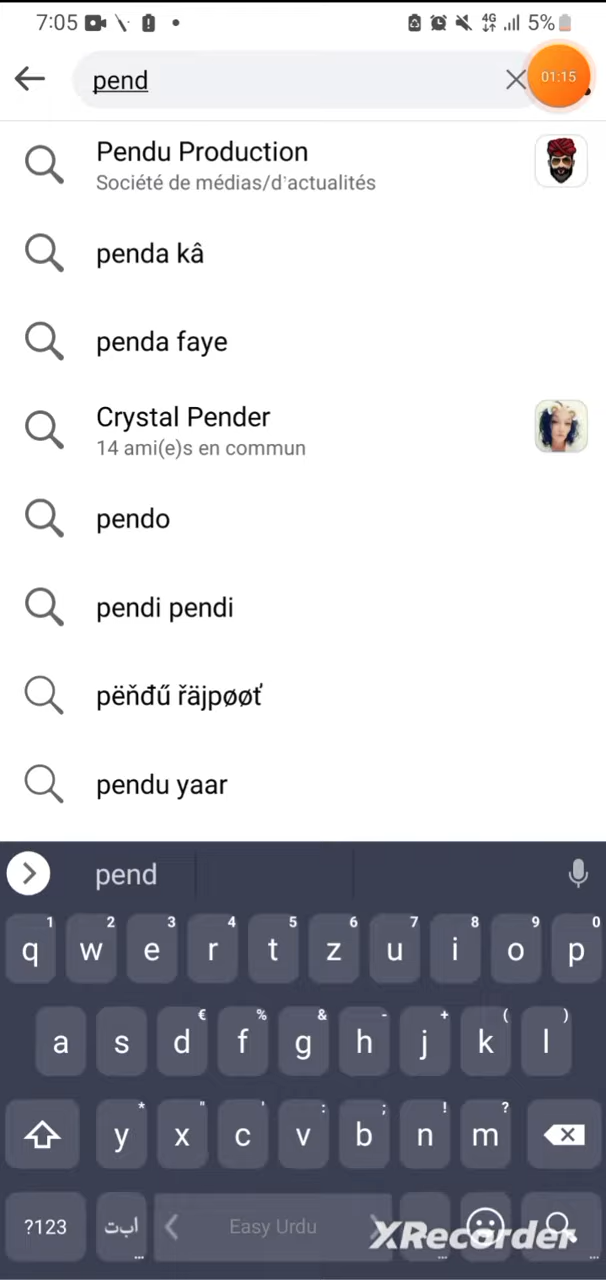 7:05 4G 5%
pend
01:15
Pendu Production
Société de médias/d'actualités
penda kâ
penda faye
Crystal Pender
14 ami(e)s en commun
pendo
pendi pendi
pëňđű řäjpøøť
pendu yaar
pend
1 2 3 4 5 6 7 8 9 0
q w e r t z u i o p
€ % & - + ( )
a s d f g h j k l
* " ' : ; ! ?
y x c v b n m
?123 ابت Easy Urdu
XRecorder